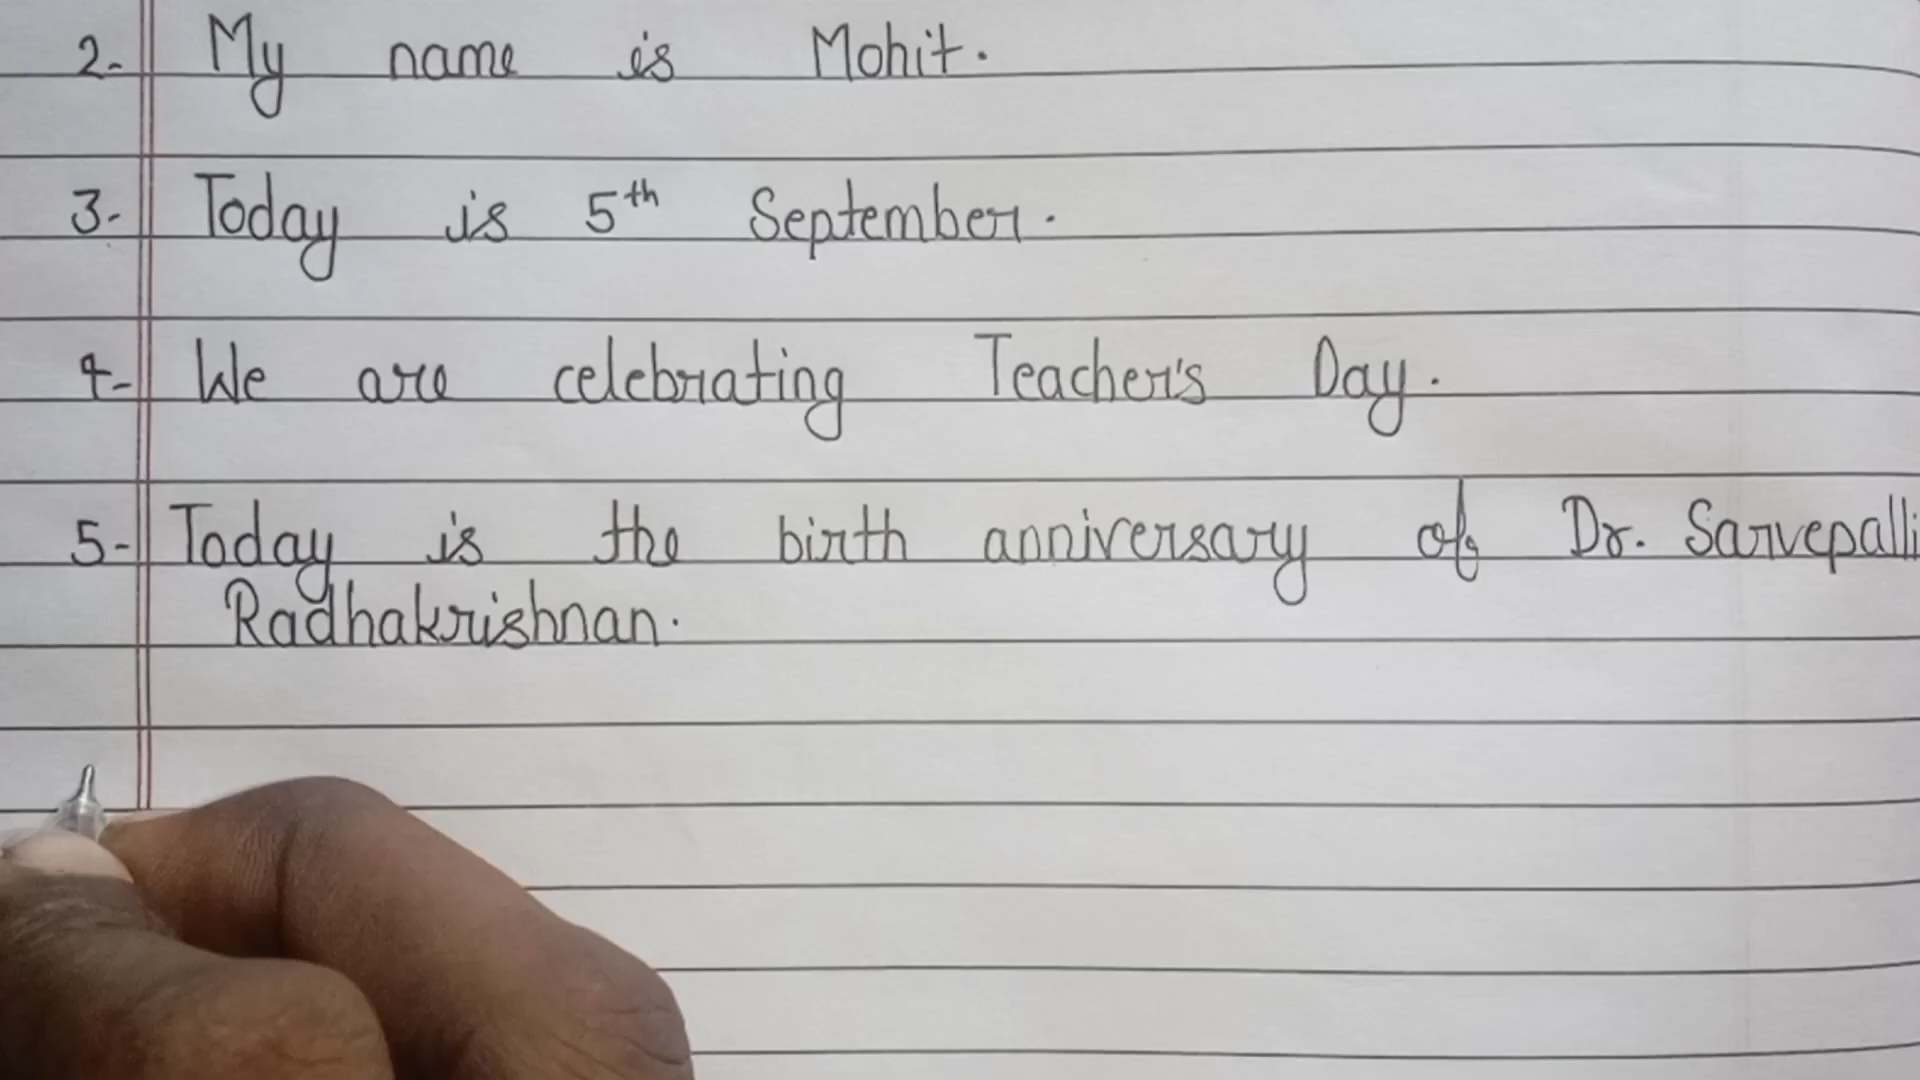 2- My name is Mohit.
3- Today is 5th September.
4- We are celebrating Teacher's Day.
5- Today is the birth anniversary of Dr. Sarvepalli
Radhakrishnan.